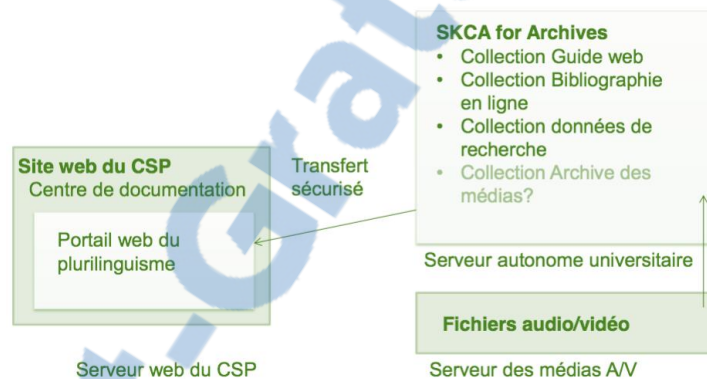 SKCA for Archives
• Collection Guide web
• Collection Bibliographie
en ligne
• Collection données de
recherche
• Collection Archive des
médias?
Serveur autonome universitaire
Site web du CSP
Centre de documentation
Portail web du
plurilinguisme
Serveur web du CSP
Transfert
sécurisé
Fichiers audio/vidéo
Serveur des médias A/V